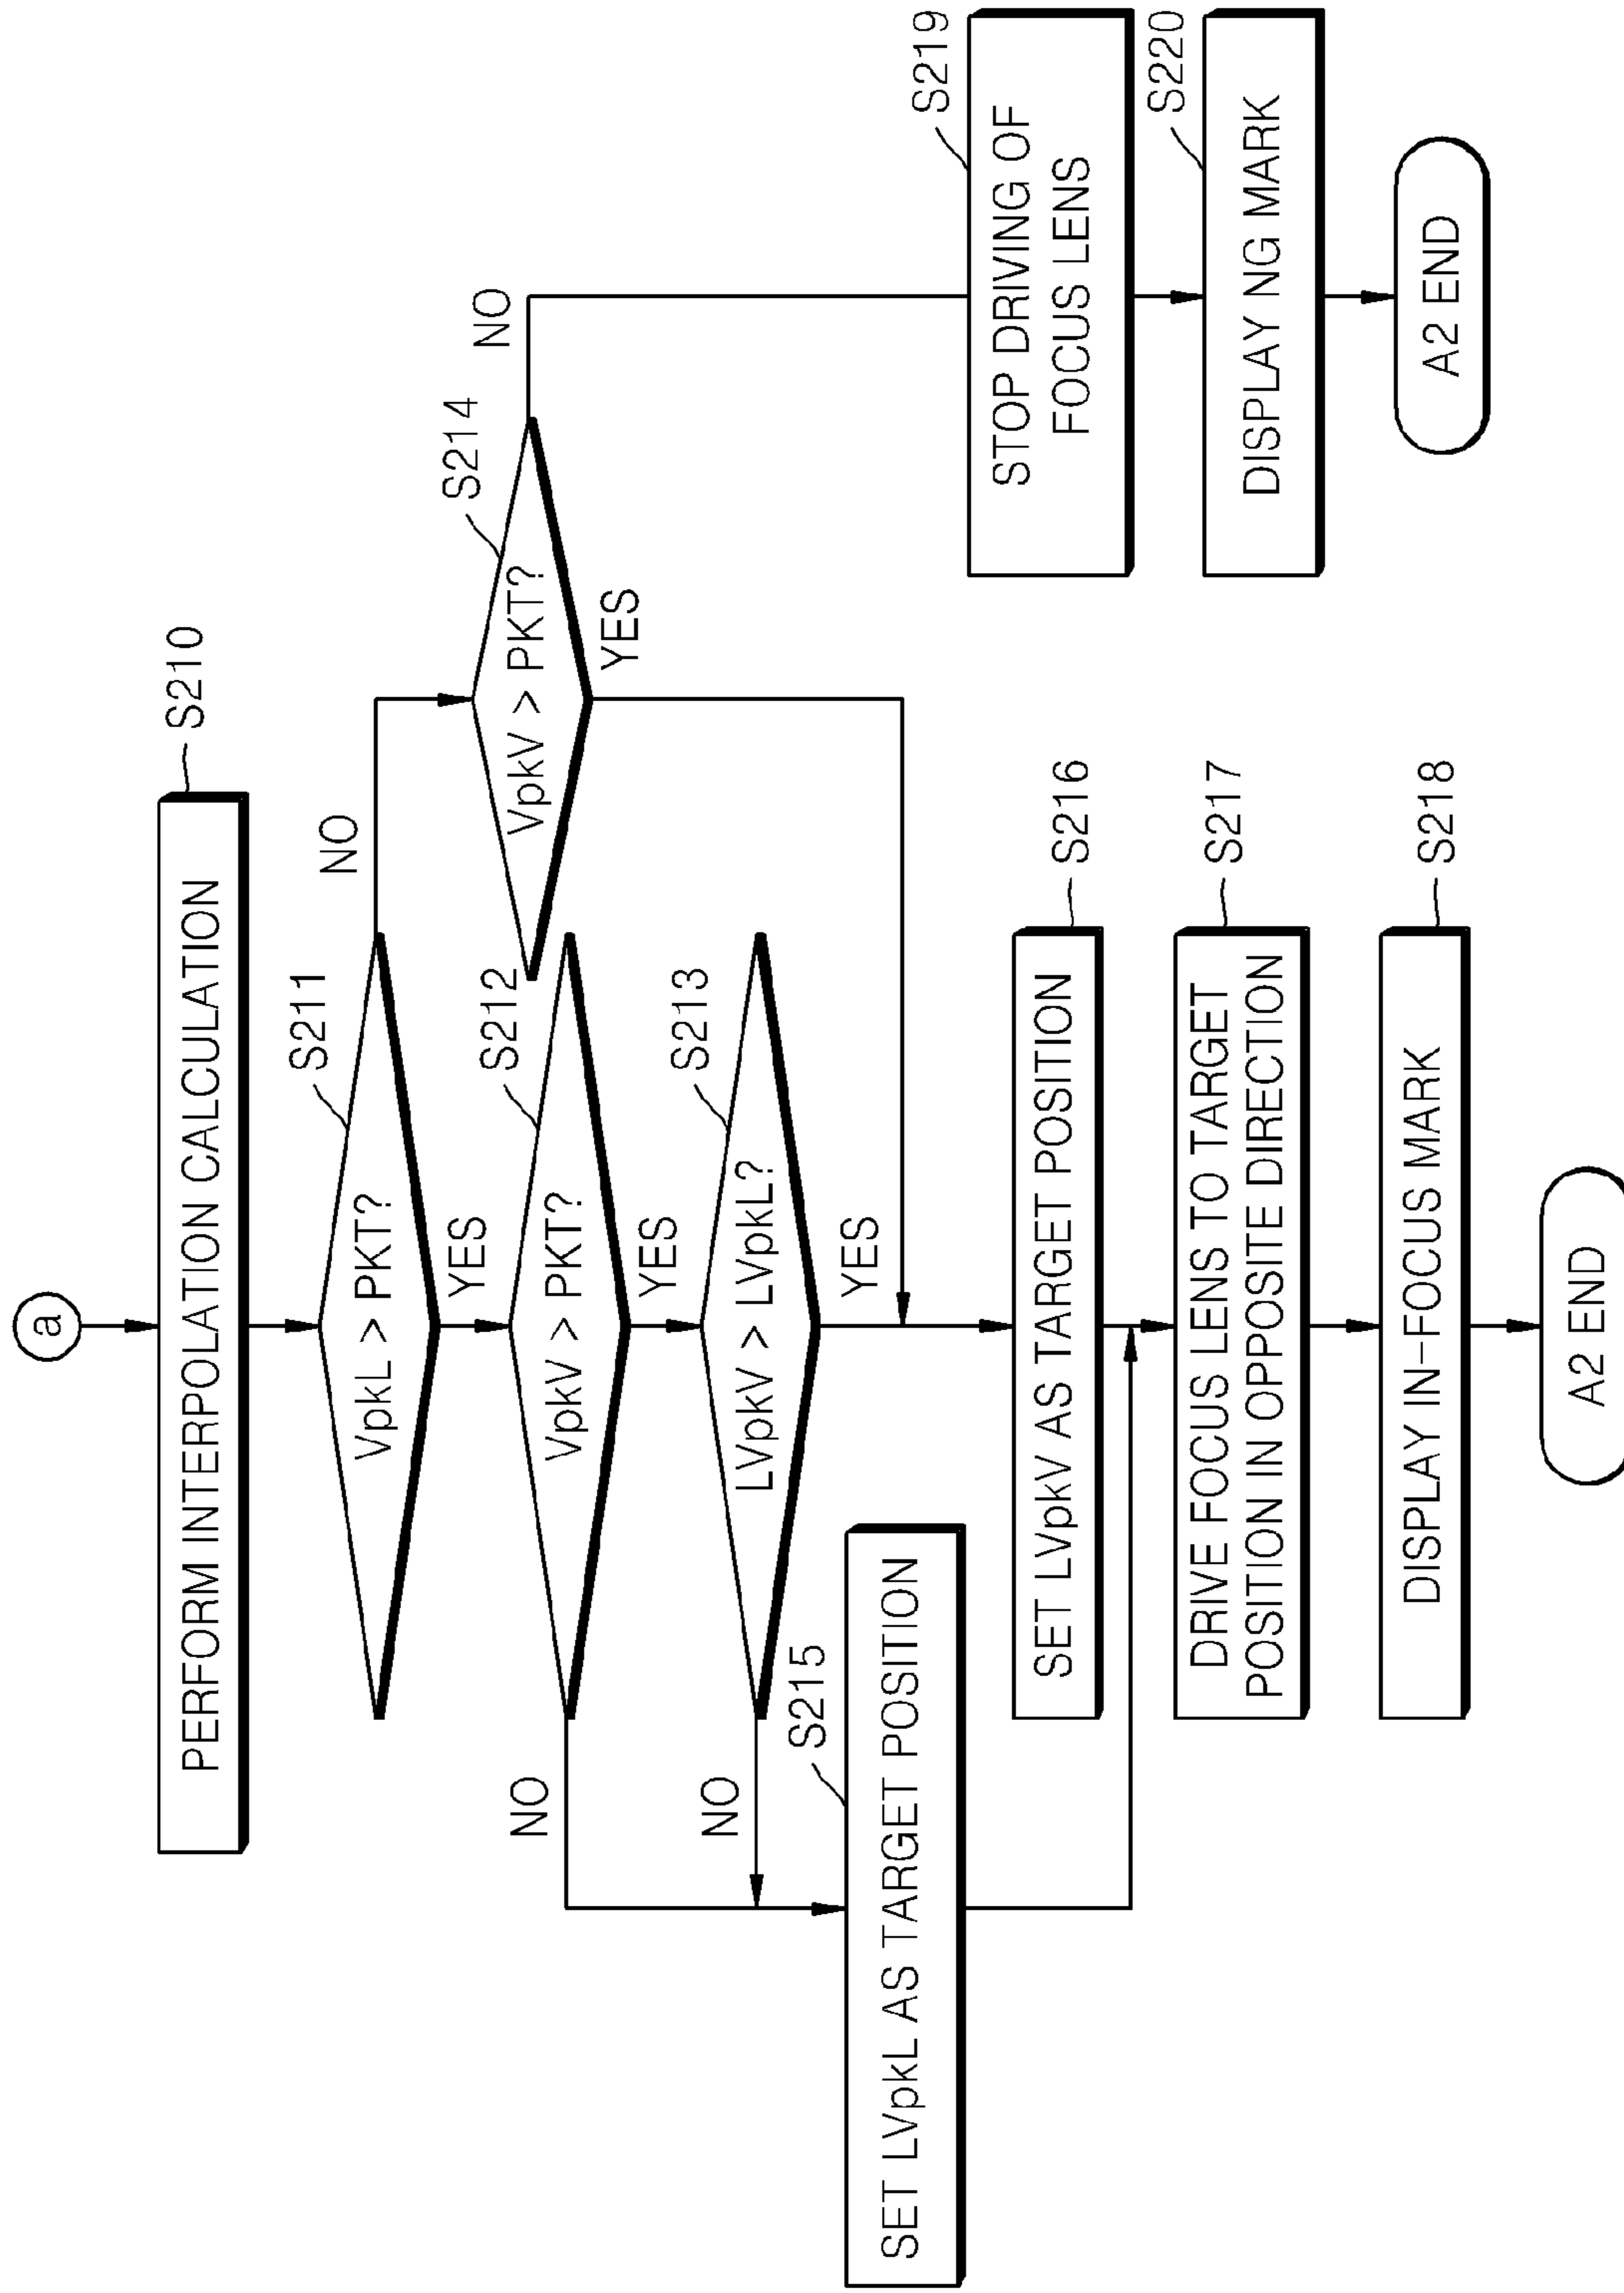 a
PERFORM INTERPOLATION CALCULATION
S210
VpkL > PKT?
S211
NO
YES
VpkV > PKT?
S212
NO
YES
VpkV > PKT?
S214
NO
YES
LVpkV > LVpkL?
S213
NO
YES
SET LVpkL AS TARGET POSITION
S215
SET LVpkV AS TARGET POSITION
S216
DRIVE FOCUS LENS TO TARGET
POSITION IN OPPOSITE DIRECTION
S217
DISPLAY IN-FOCUS MARK
S218
A2 END
STOP DRIVING OF
FOCUS LENS
S219
DISPLAY NG MARK
S220
A2 END